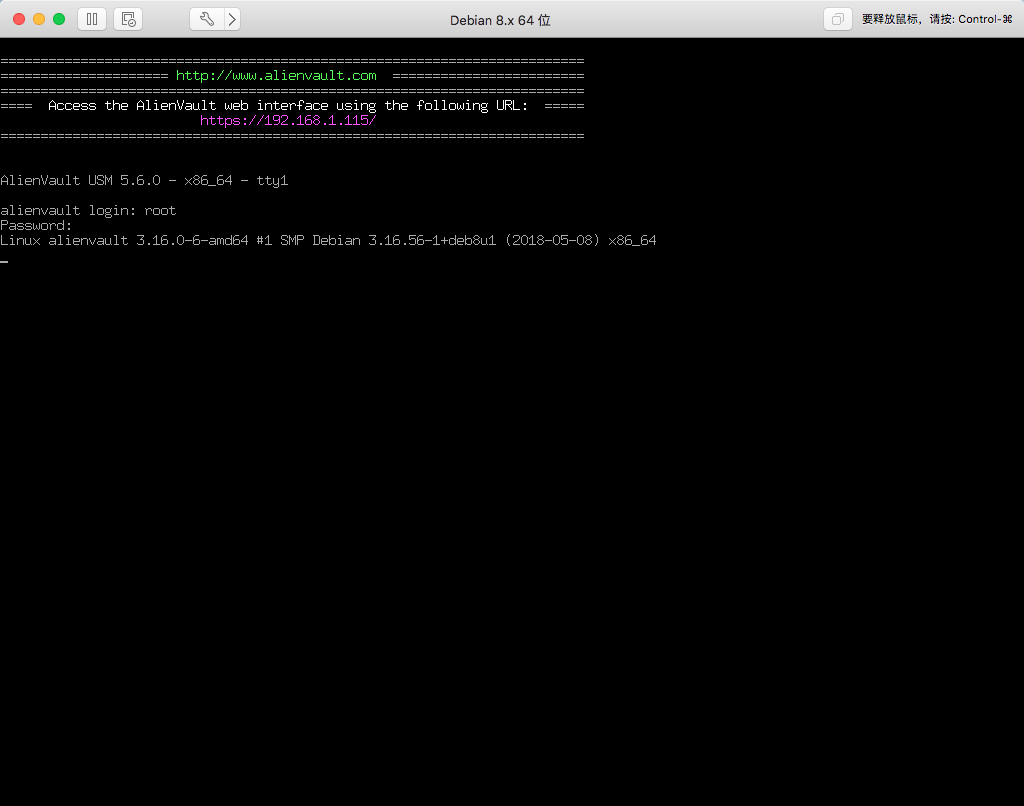 Debian 8.x 64 位
要释放鼠标，请按: Control-⌘
=========================================================================
===================== http://www.alienvault.com ========================
=========================================================================
==== Access the AlienVault web interface using the following URL: =====
https://192.168.1.115/
=========================================================================
AlienVault USM 5.6.0 - x86_64 - tty1
alienvault login: root
Password:
Linux alienvault 3.16.0-6-amd64 #1 SMP Debian 3.16.56-1+deb8u1 (2018-05-08) x86_64